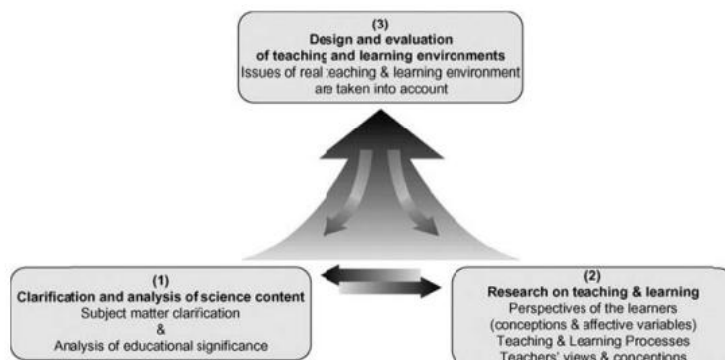 (3)
Design and evaluation
of teaching and learning environments
Issues of real teaching & learning environment
are taken into account
(1)
Clarification and analysis of science content
Subject matter clarification
&
Analysis of educational significance
(2)
Research on teaching & learning
Perspectives of the learners
(conceptions & affective variables)
Teaching & Learning Processes
Teachers' views & conceptions